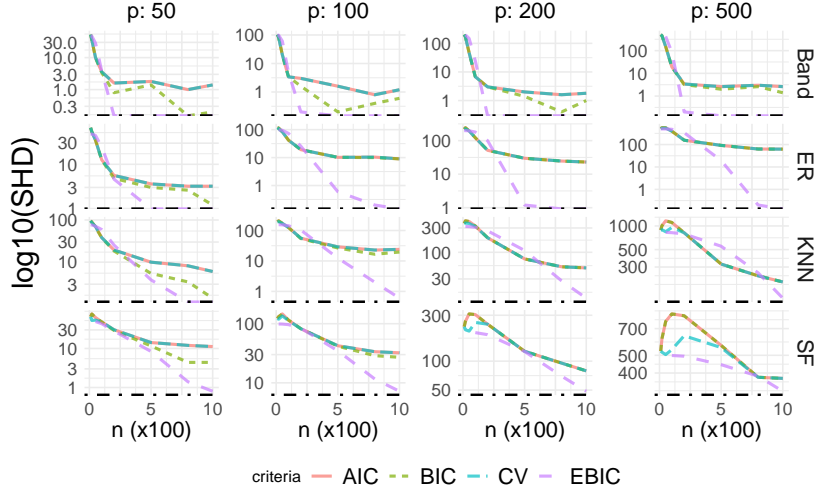 p: 50 p: 100 p: 200 p: 500
log10(SHD)
30.0 10.0 3.0 1.0 0.3
100 10 1
100 10 1
100 10 1
Band
30 10 3 1
100 10 1
100 10 1
100 10 1
ER
100 30 10 3
100 10 1
300 100 30
1000 500 300
KNN
30 10 3 1
100 30 10
300 100 50
700 500 400
SF
0 5 10 0 5 10 0 5 10 0 5 10
n (x100) n (x100) n (x100) n (x100)
criteria AIC BIC CV EBIC